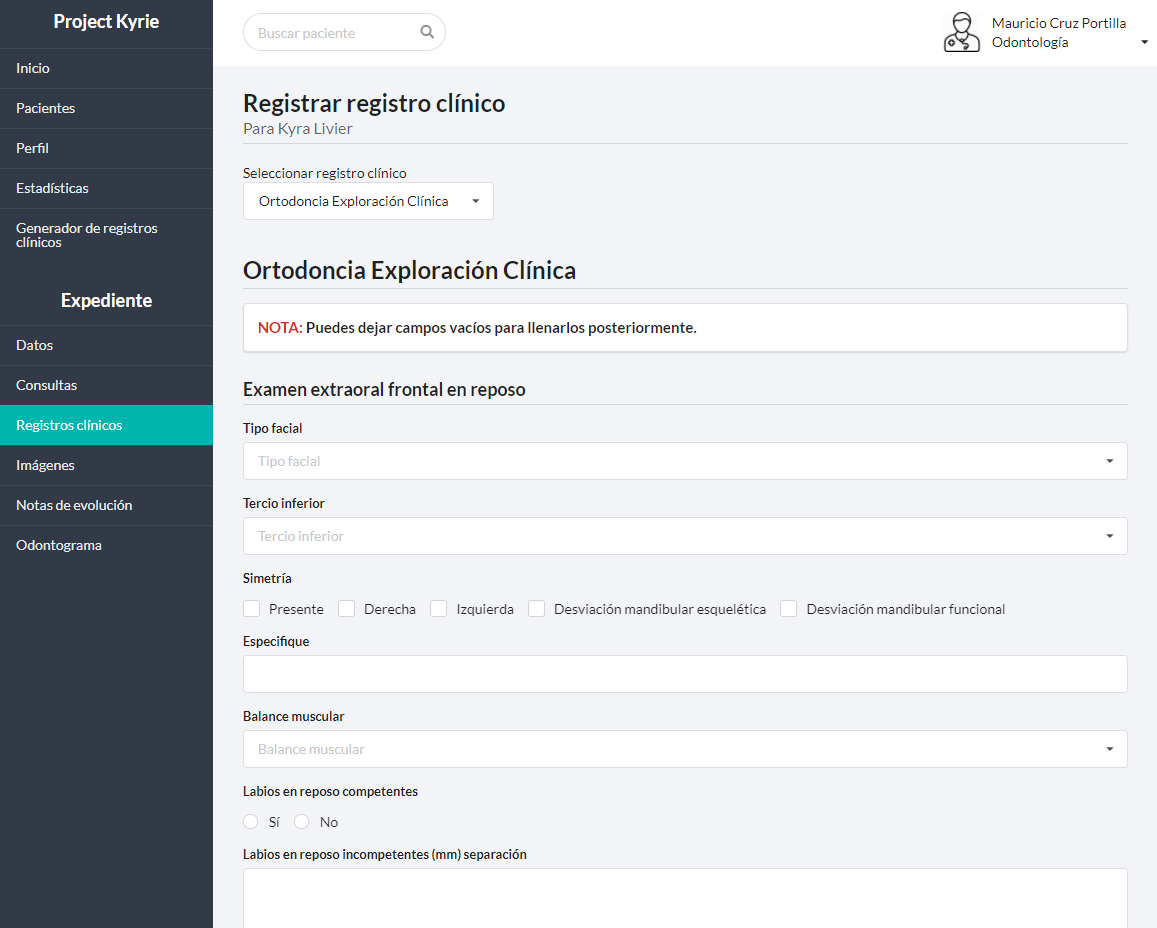 Project Kyrie
Inicio
Pacientes
Perfil
Estadísticas
Generador de registros
clínicos
Expediente
Datos
Consultas
Registros clínicos
Imágenes
Notas de evolución
Odontograma
Buscar paciente
Mauricio Cruz Portilla
Odontología
Registrar registro clínico
Para Kyra Livier
Seleccionar registro clínico
Ortodoncia Exploración Clínica
Ortodoncia Exploración Clínica
NOTA: Puedes dejar campos vacíos para llenarlos posteriormente.
Examen extraoral frontal en reposo
Tipo facial
Tipo facial
Tercio inferior
Tercio inferior
Simetría
Presente Derecha Izquierda Desviación mandibular esquelética Desviación mandibular funcional
Especifique
Balance muscular
Balance muscular
Labios en reposo competentes
Sí No
Labios en reposo incompetentes (mm) separación